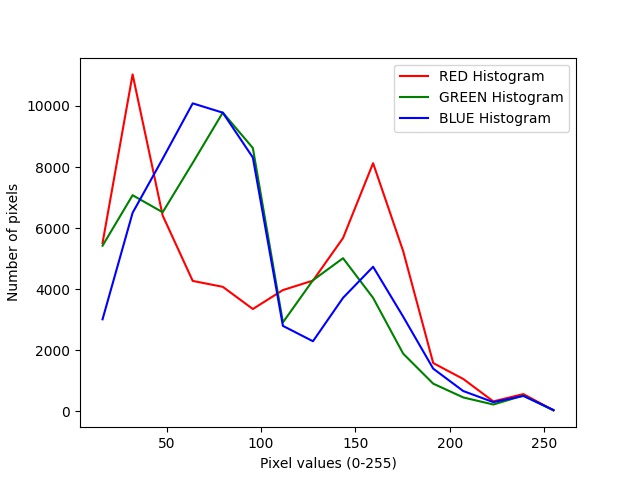 RED Histogram
GREEN Histogram
BLUE Histogram
10000
8000
6000
4000
2000
0
Number of pixels
50
100
150
200
250
Pixel values (0-255)